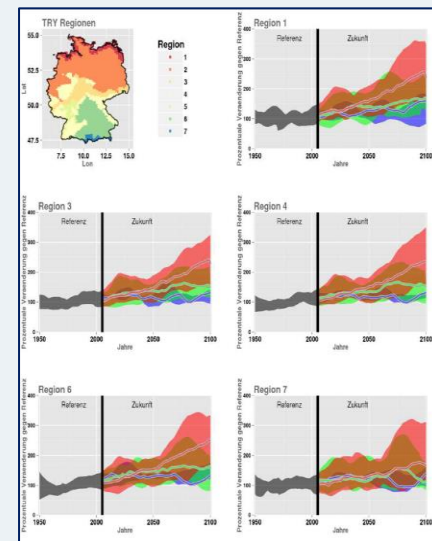 TRY Regionen
55.0
52.5
50.0
47.5
Lat
7.5 10.0 12.5 15.0
Lon
Region
1
2
3
4
5
6
7
Region 1
Prozentuale Veraenderung gegen Referenz
400
300
200
100
0
Referenz Zukunft
1950 2000 2050 2100
Jahre
Region 3
Prozentuale Veraenderung gegen Referenz
400
300
200
100
0
Referenz Zukunft
1950 2000 2050 2100
Jahre
Region 4
Prozentuale Veraenderung gegen Referenz
400
300
200
100
0
Referenz Zukunft
1950 2000 2050 2100
Jahre
Region 6
Prozentuale Veraenderung gegen Referenz
400
300
200
100
0
Referenz Zukunft
1950 2000 2050 2100
Jahre
Region 7
Prozentuale Veraenderung gegen Referenz
400
300
200
100
0
Referenz Zukunft
1950 2000 2050 2100
Jahre